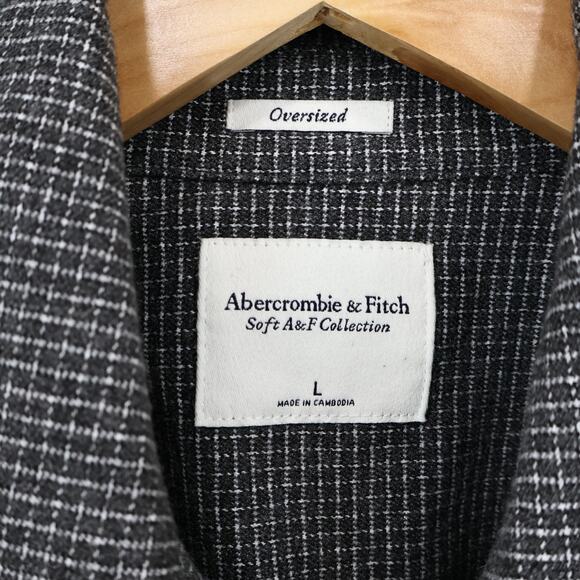 Oversized
Abercrombie & Fitch
Soft A&F Collection
L
MADE IN CAMBODIA